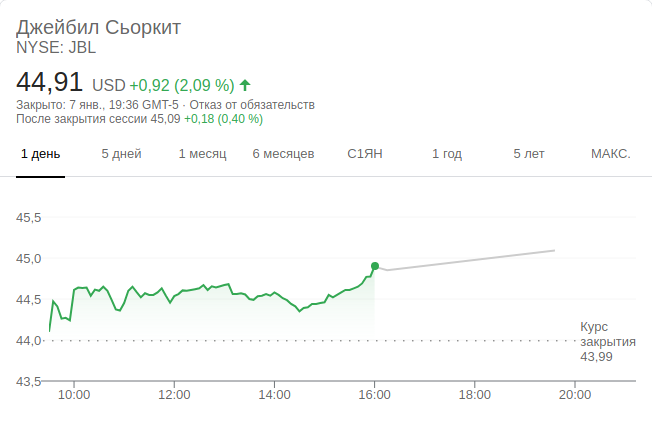 Джейбил Сьоркит
NYSE: JBL
44,91 USD +0,92 (2,09 %)
Закрыто: 7 янв., 19:36 GMT-5 · Отказ от обязательств
После закрытия сессии 45,09 +0,18 (0,40 %)
1 день 5 дней 1 месяц 6 месяцев С1ЯН 1 год 5 лет МАКС.
45,5
45,0
44,5
44,0
43,5
Курс
закрытия
43,99
10:00 12:00 14:00 16:00 18:00 20:00